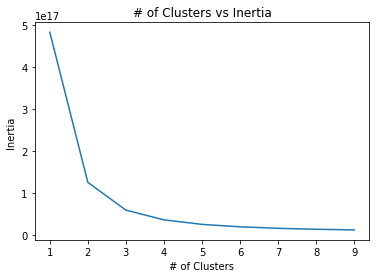 # of Clusters vs Inertia
1e17
5
4
3
2
1
0
Inertia
1 2 3 4 5 6 7 8 9
# of Clusters